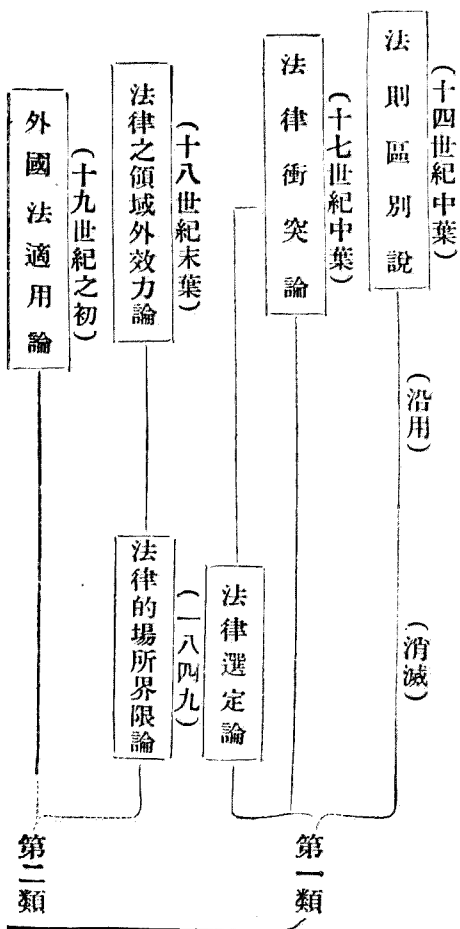 (十四世紀中葉)
法則區別說
(沿用)
(消滅)
(十七世紀中葉)
法律衝突論
法律選定論
第一類
(十八世紀末葉)
法律之領域外效力論
(一八四九)
法律的場所界限論
(十九世紀之初)
外國法適用論
第二類